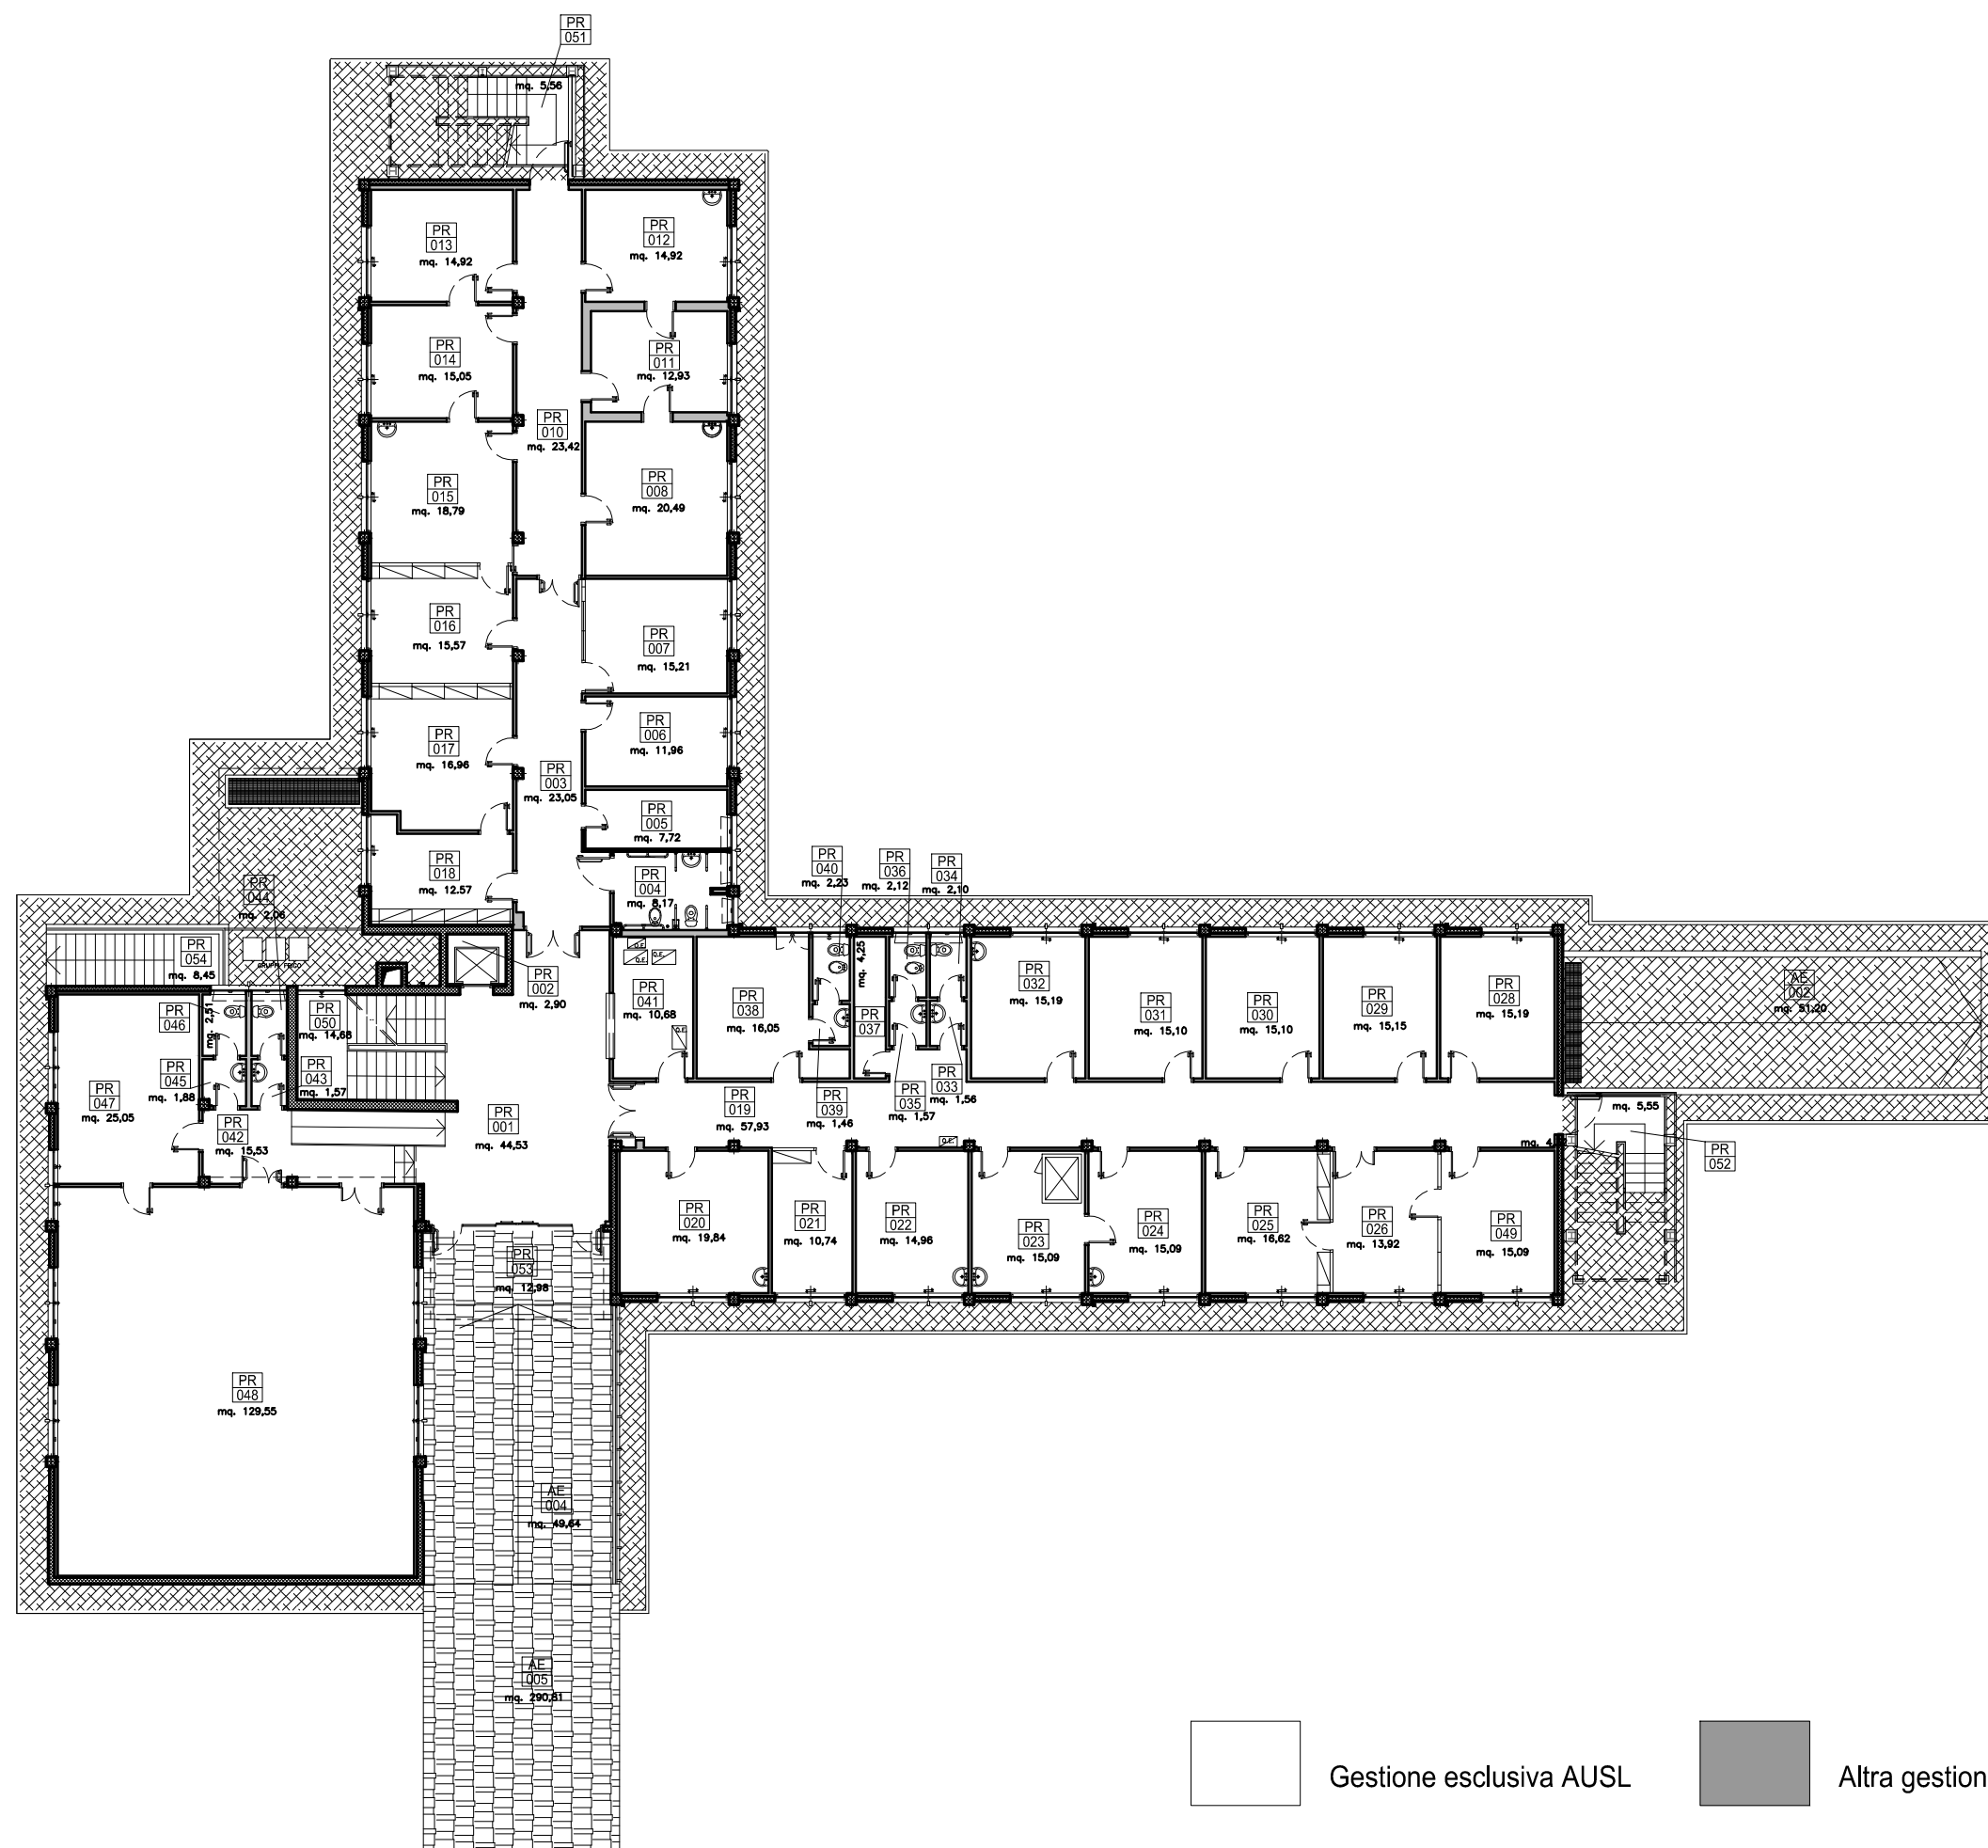 PR
051
mq. 5,56
PR
013
mq. 14,92
PR
012
mq. 14,92
PR
014
mq. 15,05
PR
011
mq. 12,93
PR
010
mq. 23,42
PR
015
mq. 18,79
PR
008
mq. 20,49
PR
016
mq. 15,57
PR
007
mq. 15,21
PR
017
mq. 16,96
PR
006
mq. 11,96
PR
003
mq. 23,05
PR
005
mq. 7,72
PR
018
mq. 12.57
PR
004
mq. 8,17
PR
040
mq. 2,23
PR
036
mq. 2,12
PR
034
mq. 2,10
PR
044
mq. 2,06
PR
054
mq. 8,45
GRUPPI FRIGO
PR
002
mq. 2,90
Q.E.
Q.E.
Q.E.
Q.E.
PR
041
mq. 10,68
PR
038
mq. 16,05
mq. 4,25
PR
037
PR
032
mq. 15,19
PR
031
mq. 15,10
PR
030
mq. 15,10
PR
029
mq. 15,15
PR
028
mq. 15,19
AE
002
mq. 51,20
PR
046
mq. 2,51
PR
050
mq. 14,68
PR
045
mq. 1,88
PR
043
mq. 1,57
PR
047
mq. 25,05
PR
042
mq. 15,53
PR
001
mq. 44,53
PR
019
mq. 57,93
PR
039
mq. 1,46
PR
035
mq. 1,57
PR
033
mq. 1,56
Q.E.
mq. 5,55
mq. 4
PR
052
PR
020
mq. 19,84
PR
021
mq. 10,74
PR
022
mq. 14,96
PR
023
mq. 15,09
PR
024
mq. 15,09
PR
025
mq. 16,62
PR
026
mq. 13,92
PR
049
mq. 15,09
PR
053
mq. 12,98
PR
048
mq. 129,55
AE
004
mq. 49,64
AE
005
mq. 290,81
Gestione esclusiva AUSL
Altra gestion